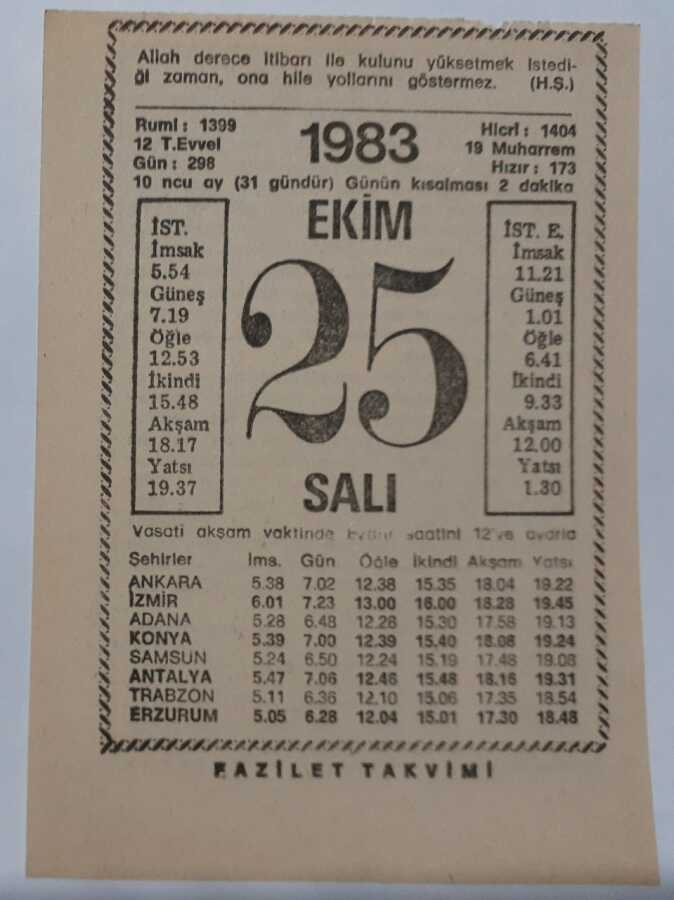 Allah derece itibarı ile kulunu yükseltmek istedi-
ği zaman, ona hile yollarını göstermez. (H.Ş.)
Rumi : 1399
12 T.Evvel
Gün : 298
1983
Hicri : 1404
19 Muharrem
Hızır : 173
10 ncu ay (31 gündür) Günün kısalması 2 dakika
İST.
İmsak
5.54
Güneş
7.19
Öğle
12.53
İkindi
15.48
Akşam
18.17
Yatsı
19.37
EKİM
25
SALI
İST. E.
İmsak
11.21
Güneş
1.01
Öğle
6.41
İkindi
9.33
Akşam
12.00
Yatsı
1.30
Vasati akşam vaktinde saatini 12'ye ayarla
Şehirler İms. Gün Öğle İkindi Akşam Yatsı
ANKARA 5.38 7.02 12.38 15.35 18.04 19.22
İZMİR 6.01 7.23 13.00 16.00 18.28 19.45
ADANA 5.28 6.48 12.26 15.30 17.58 19.13
KONYA 5.39 7.00 12.39 15.40 18.08 19.24
SAMSUN 5.24 6.50 12.24 15.19 17.48 19.08
ANTALYA 5.47 7.06 12.46 15.48 18.16 19.31
TRABZON 5.11 6.36 12.10 15.06 17.35 18.54
ERZURUM 5.05 6.28 12.04 15.01 17.30 18.48
FAZİLET TAKVİMİ